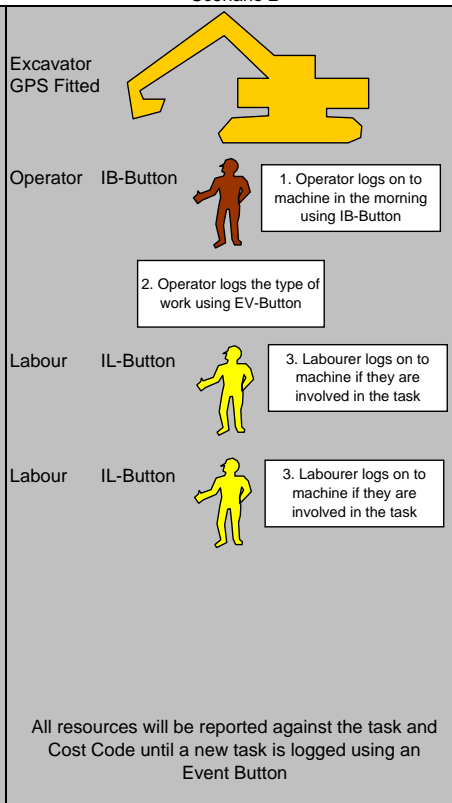 Scenario 2
Excavator
GPS Fitted
Operator IB-Button
1. Operator logs on to
machine in the morning
using IB-Button
2. Operator logs the type of
work using EV-Button
Labour IL-Button
3. Labourer logs on to
machine if they are
involved in the task
Labour IL-Button
3. Labourer logs on to
machine if they are
involved in the task
All resources will be reported against the task and
Cost Code until a new task is logged using an
Event Button